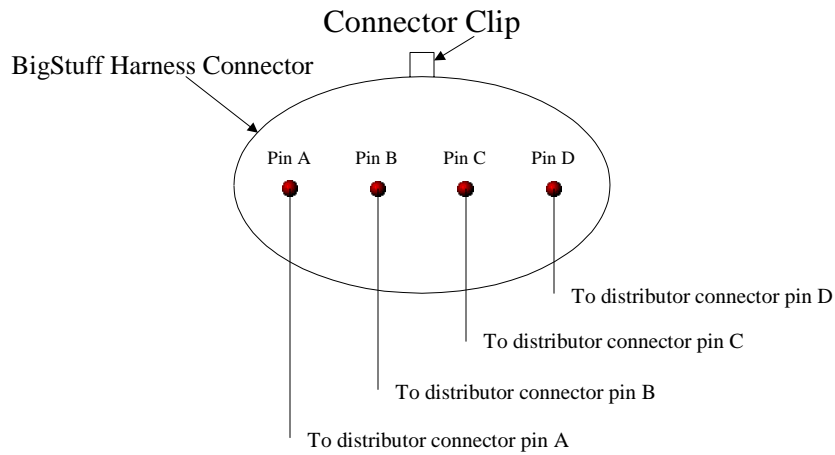 Connector Clip
BigStuff Harness Connector
Pin A
Pin B
Pin C
Pin D
To distributor connector pin D
To distributor connector pin C
To distributor connector pin B
To distributor connector pin A